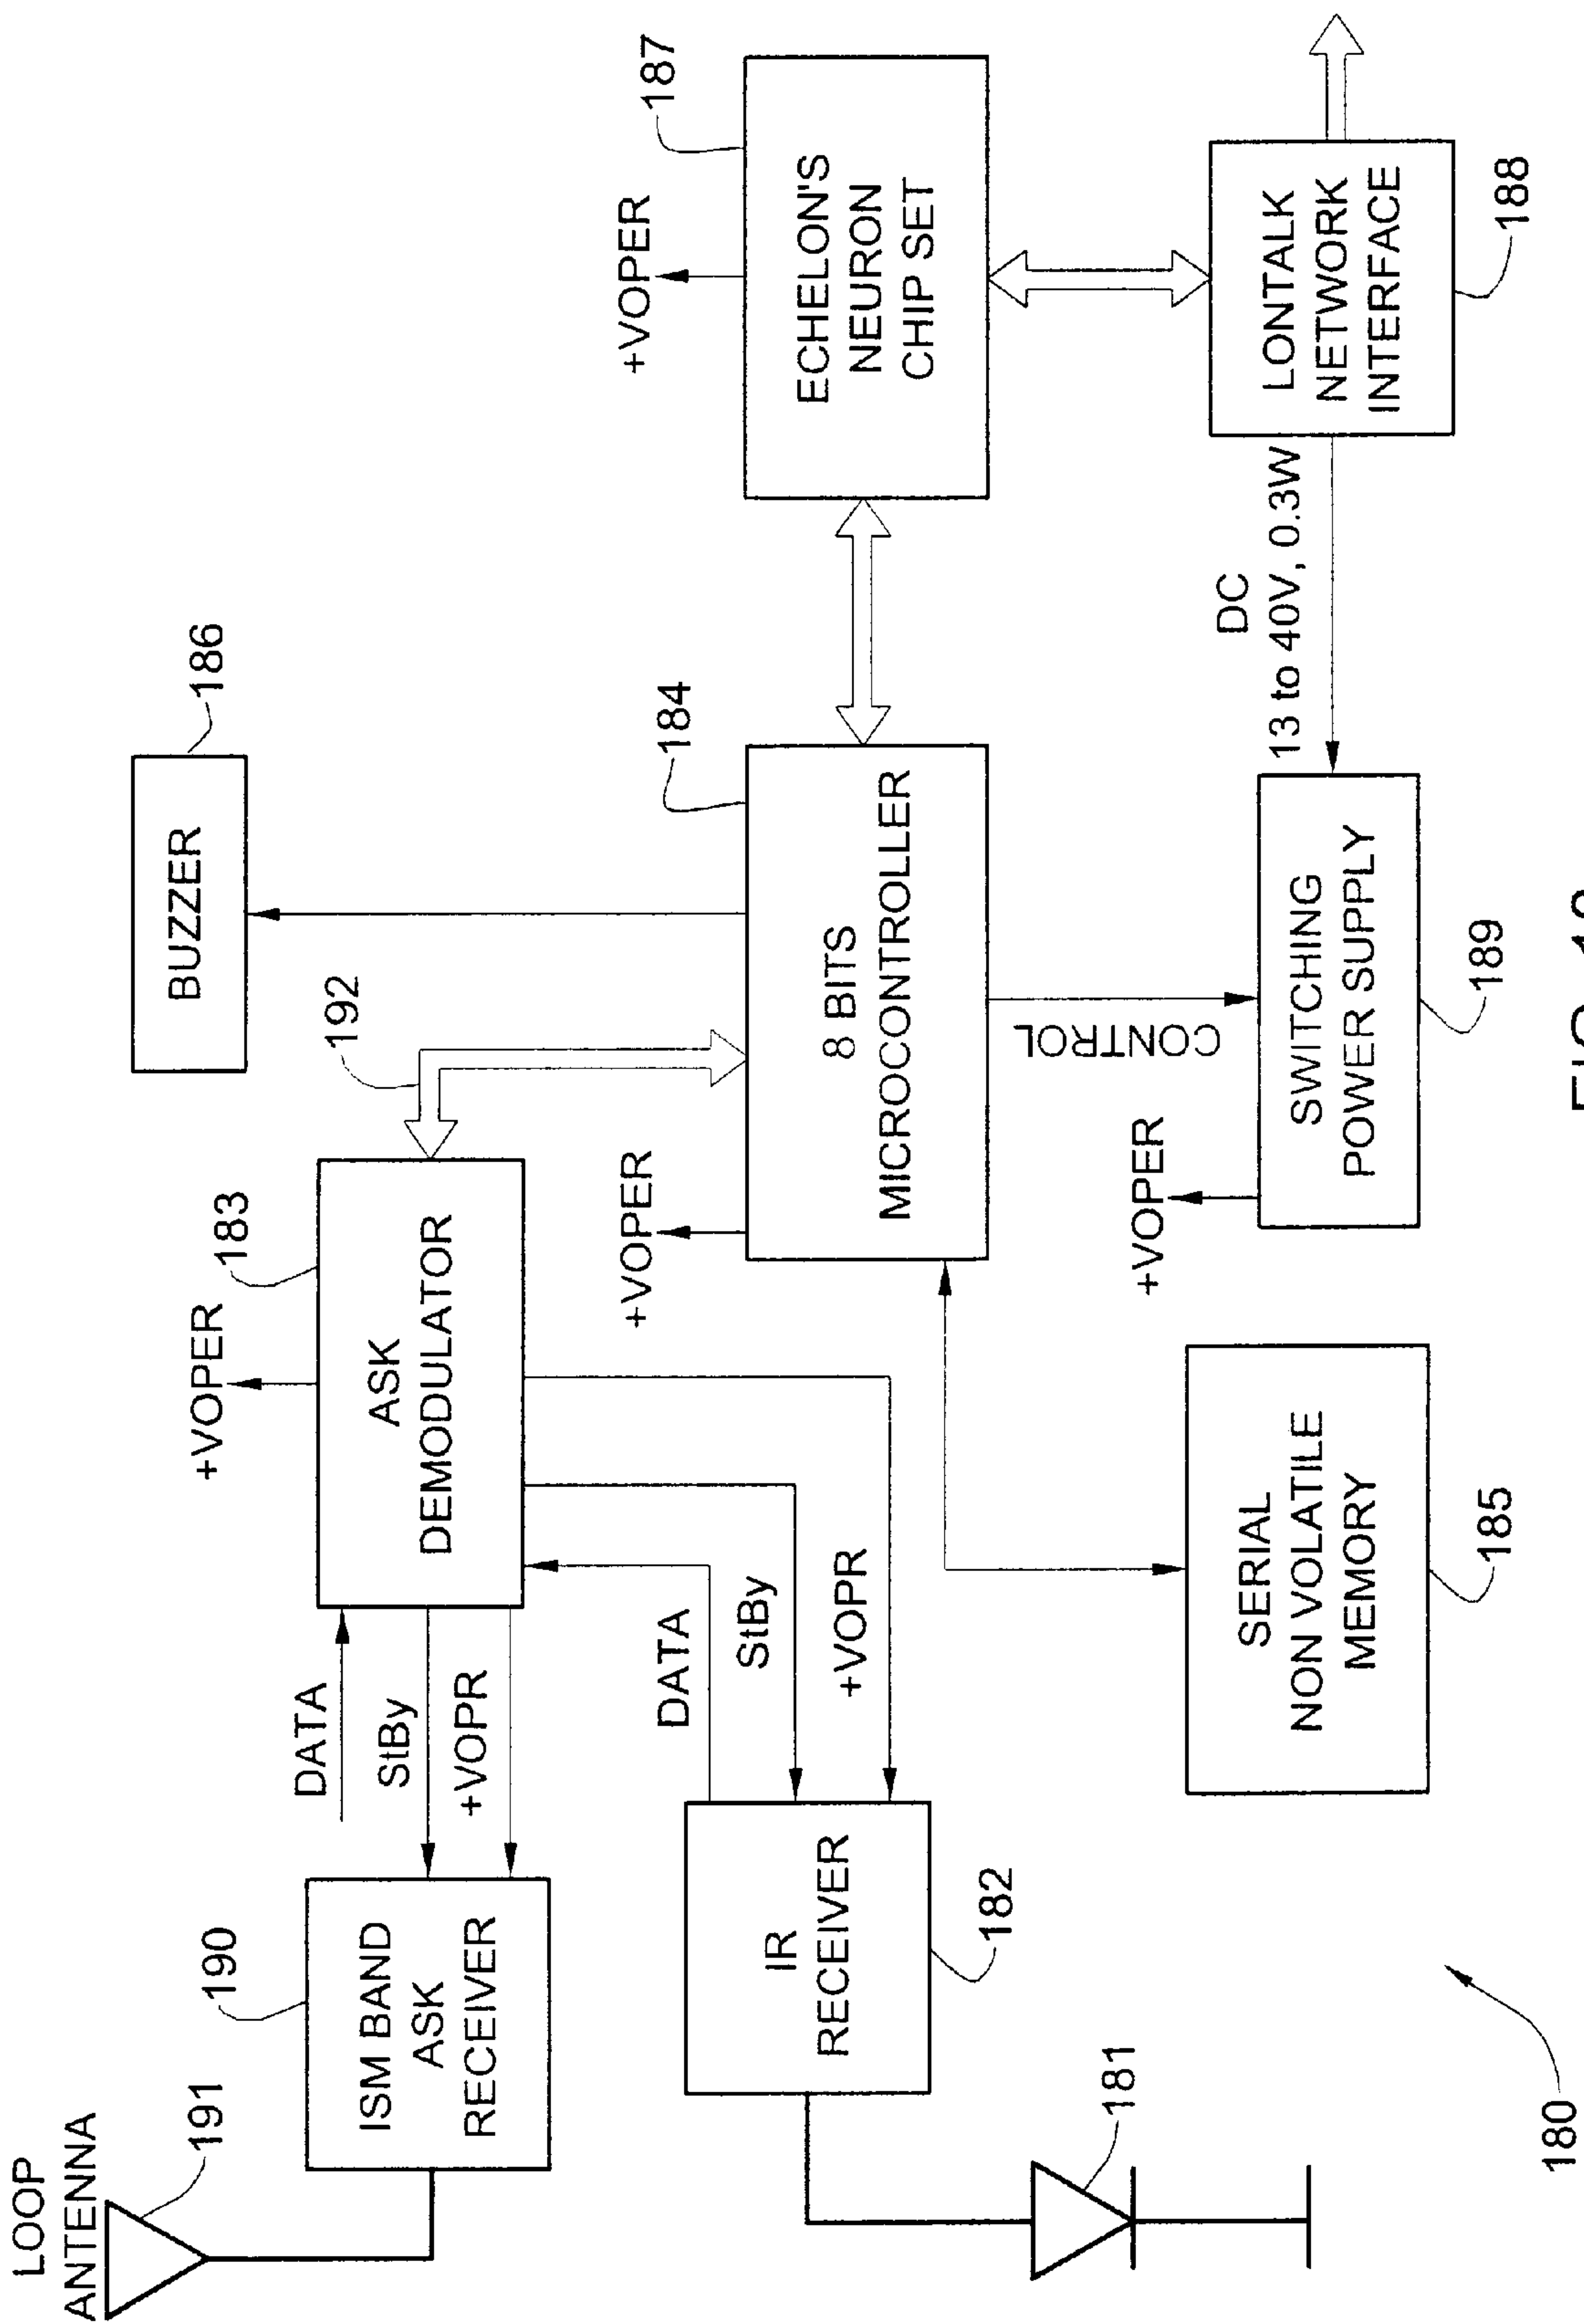 LOOP
ANTENNA
191
190
ISM BAND
ASK
RECEIVER
DATA
StBy
+VOPR
+VOPER
183
ASK
DEMODULATOR
192
BUZZER
186
IR
RECEIVER
182
DATA
StBy
+VOPR
+VOPER
184
8 BITS
MICROCONTROLLER
+VOPER
187
ECHELON'S
NEURON
CHIP SET
181
CONTROL
SERIAL
NON VOLATILE
MEMORY
185
+VOPER
SWITCHING
POWER SUPPLY
189
DC
13 to 40V, 0.3W
LONTALK
NETWORK
INTERFACE
188
180